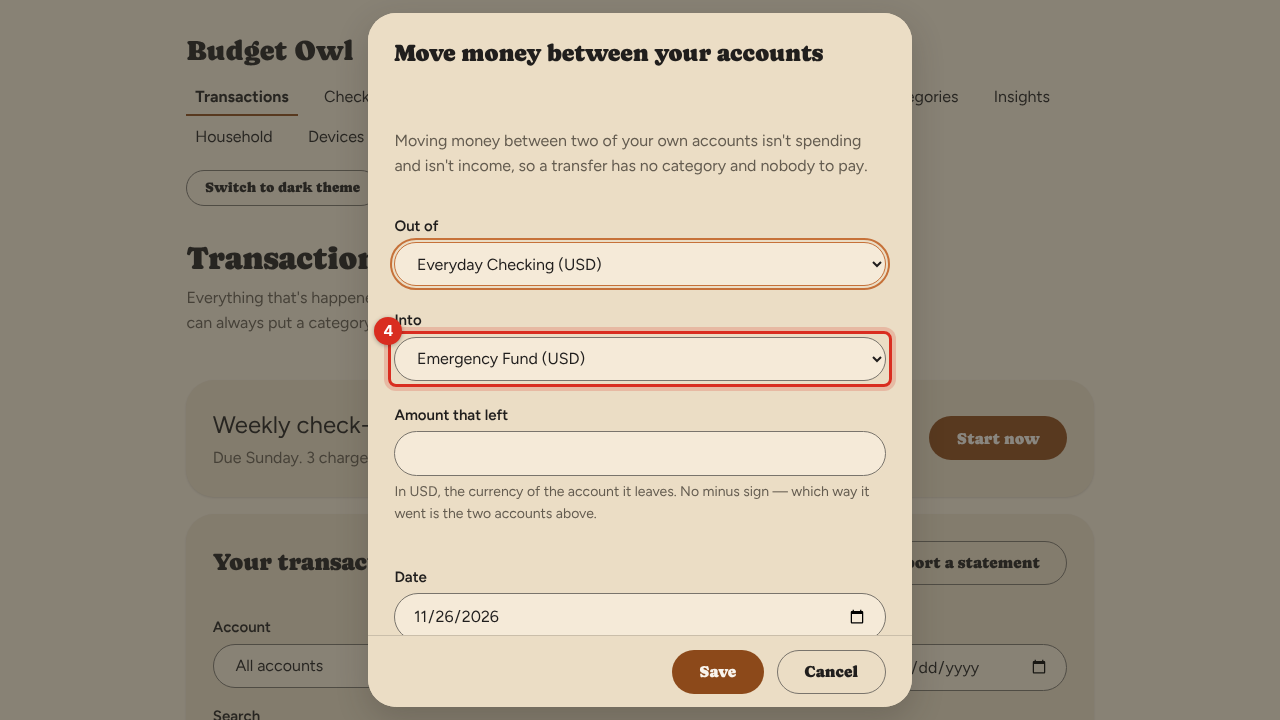 Budget Owl
Move money between your accounts
Transactions
Check
egories
Insights
Household
Devices
Moving money between two of your own accounts isn't spending
and isn't income, so a transfer has no category and nobody to pay.
Switch to dark theme
Out of
Everyday Checking (USD)
Transaction
Everything that's happene
can always put a category
Into
4
Emergency Fund (USD)
Amount that left
Weekly check-
Due Sunday. 3 charge
Start now
In USD, the currency of the account it leaves. No minus sign — which way it
went is the two accounts above.
Your transac
port a statement
Date
11/26/2026
Account
All accounts
/dd/yyyy
Save
Cancel
Search